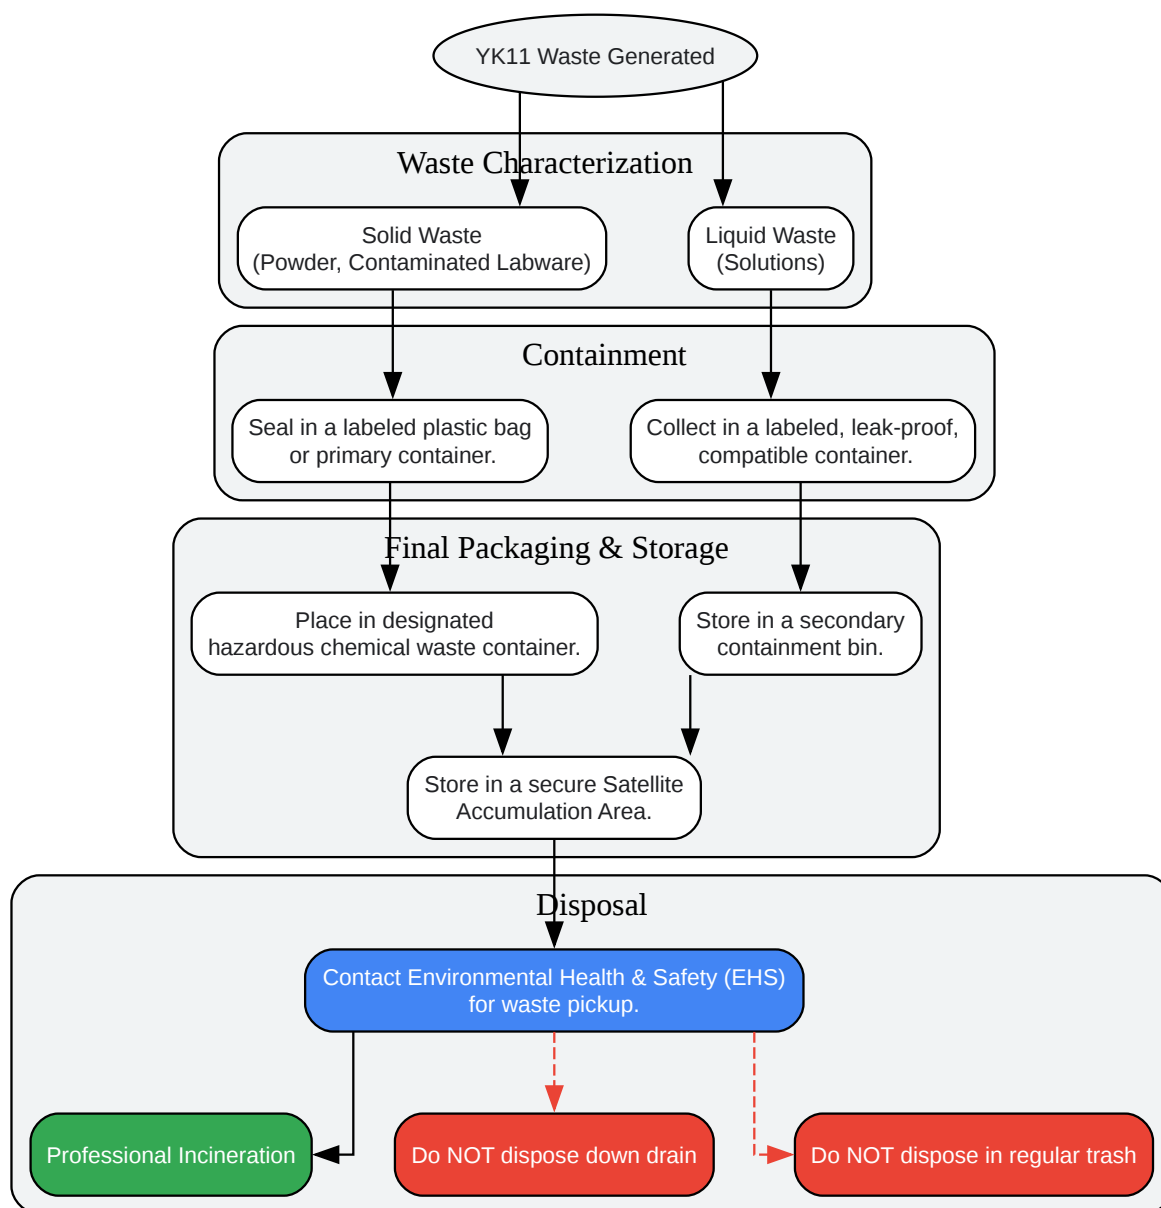 YK11 Waste Generated
Waste Characterization
Solid Waste
(Powder, Contaminated Labware)
Liquid Waste
(Solutions)
Containment
Seal in a labeled plastic bag
or primary container.
Collect in a labeled, leak-proof,
compatible container.
Final Packaging & Storage
Place in designated
hazardous chemical waste container.
Store in a secondary
containment bin.
Store in a secure Satellite
Accumulation Area.
Disposal
Contact Environmental Health & Safety (EHS)
for waste pickup.
Professional Incineration
Do NOT dispose down drain
Do NOT dispose in regular trash